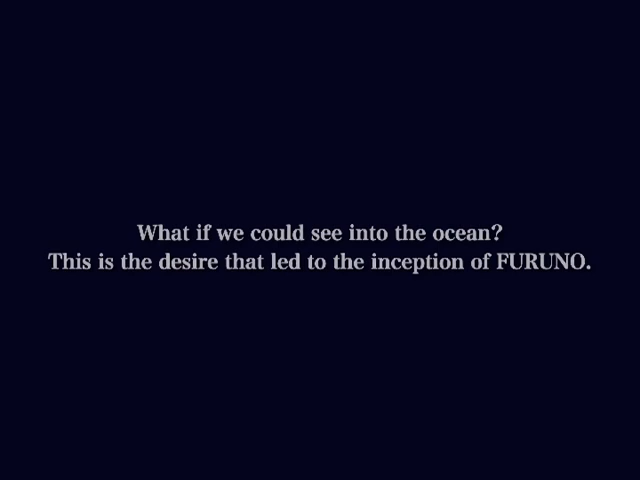 What if we could see into the ocean?
This is the desire that led to the inception of FURUNO.